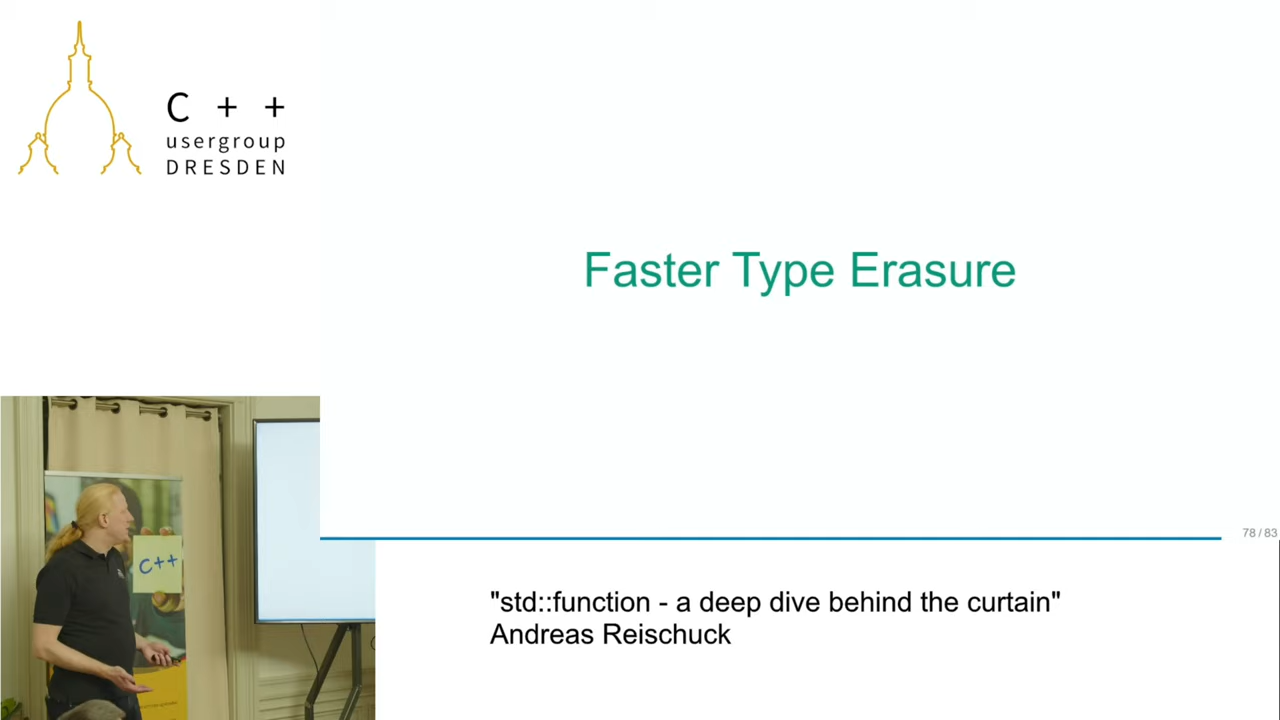 C + +
usergroup
DRESDEN
Faster Type Erasure
78 / 83
C++
"std::function - a deep dive behind the curtain"
Andreas Reischuck